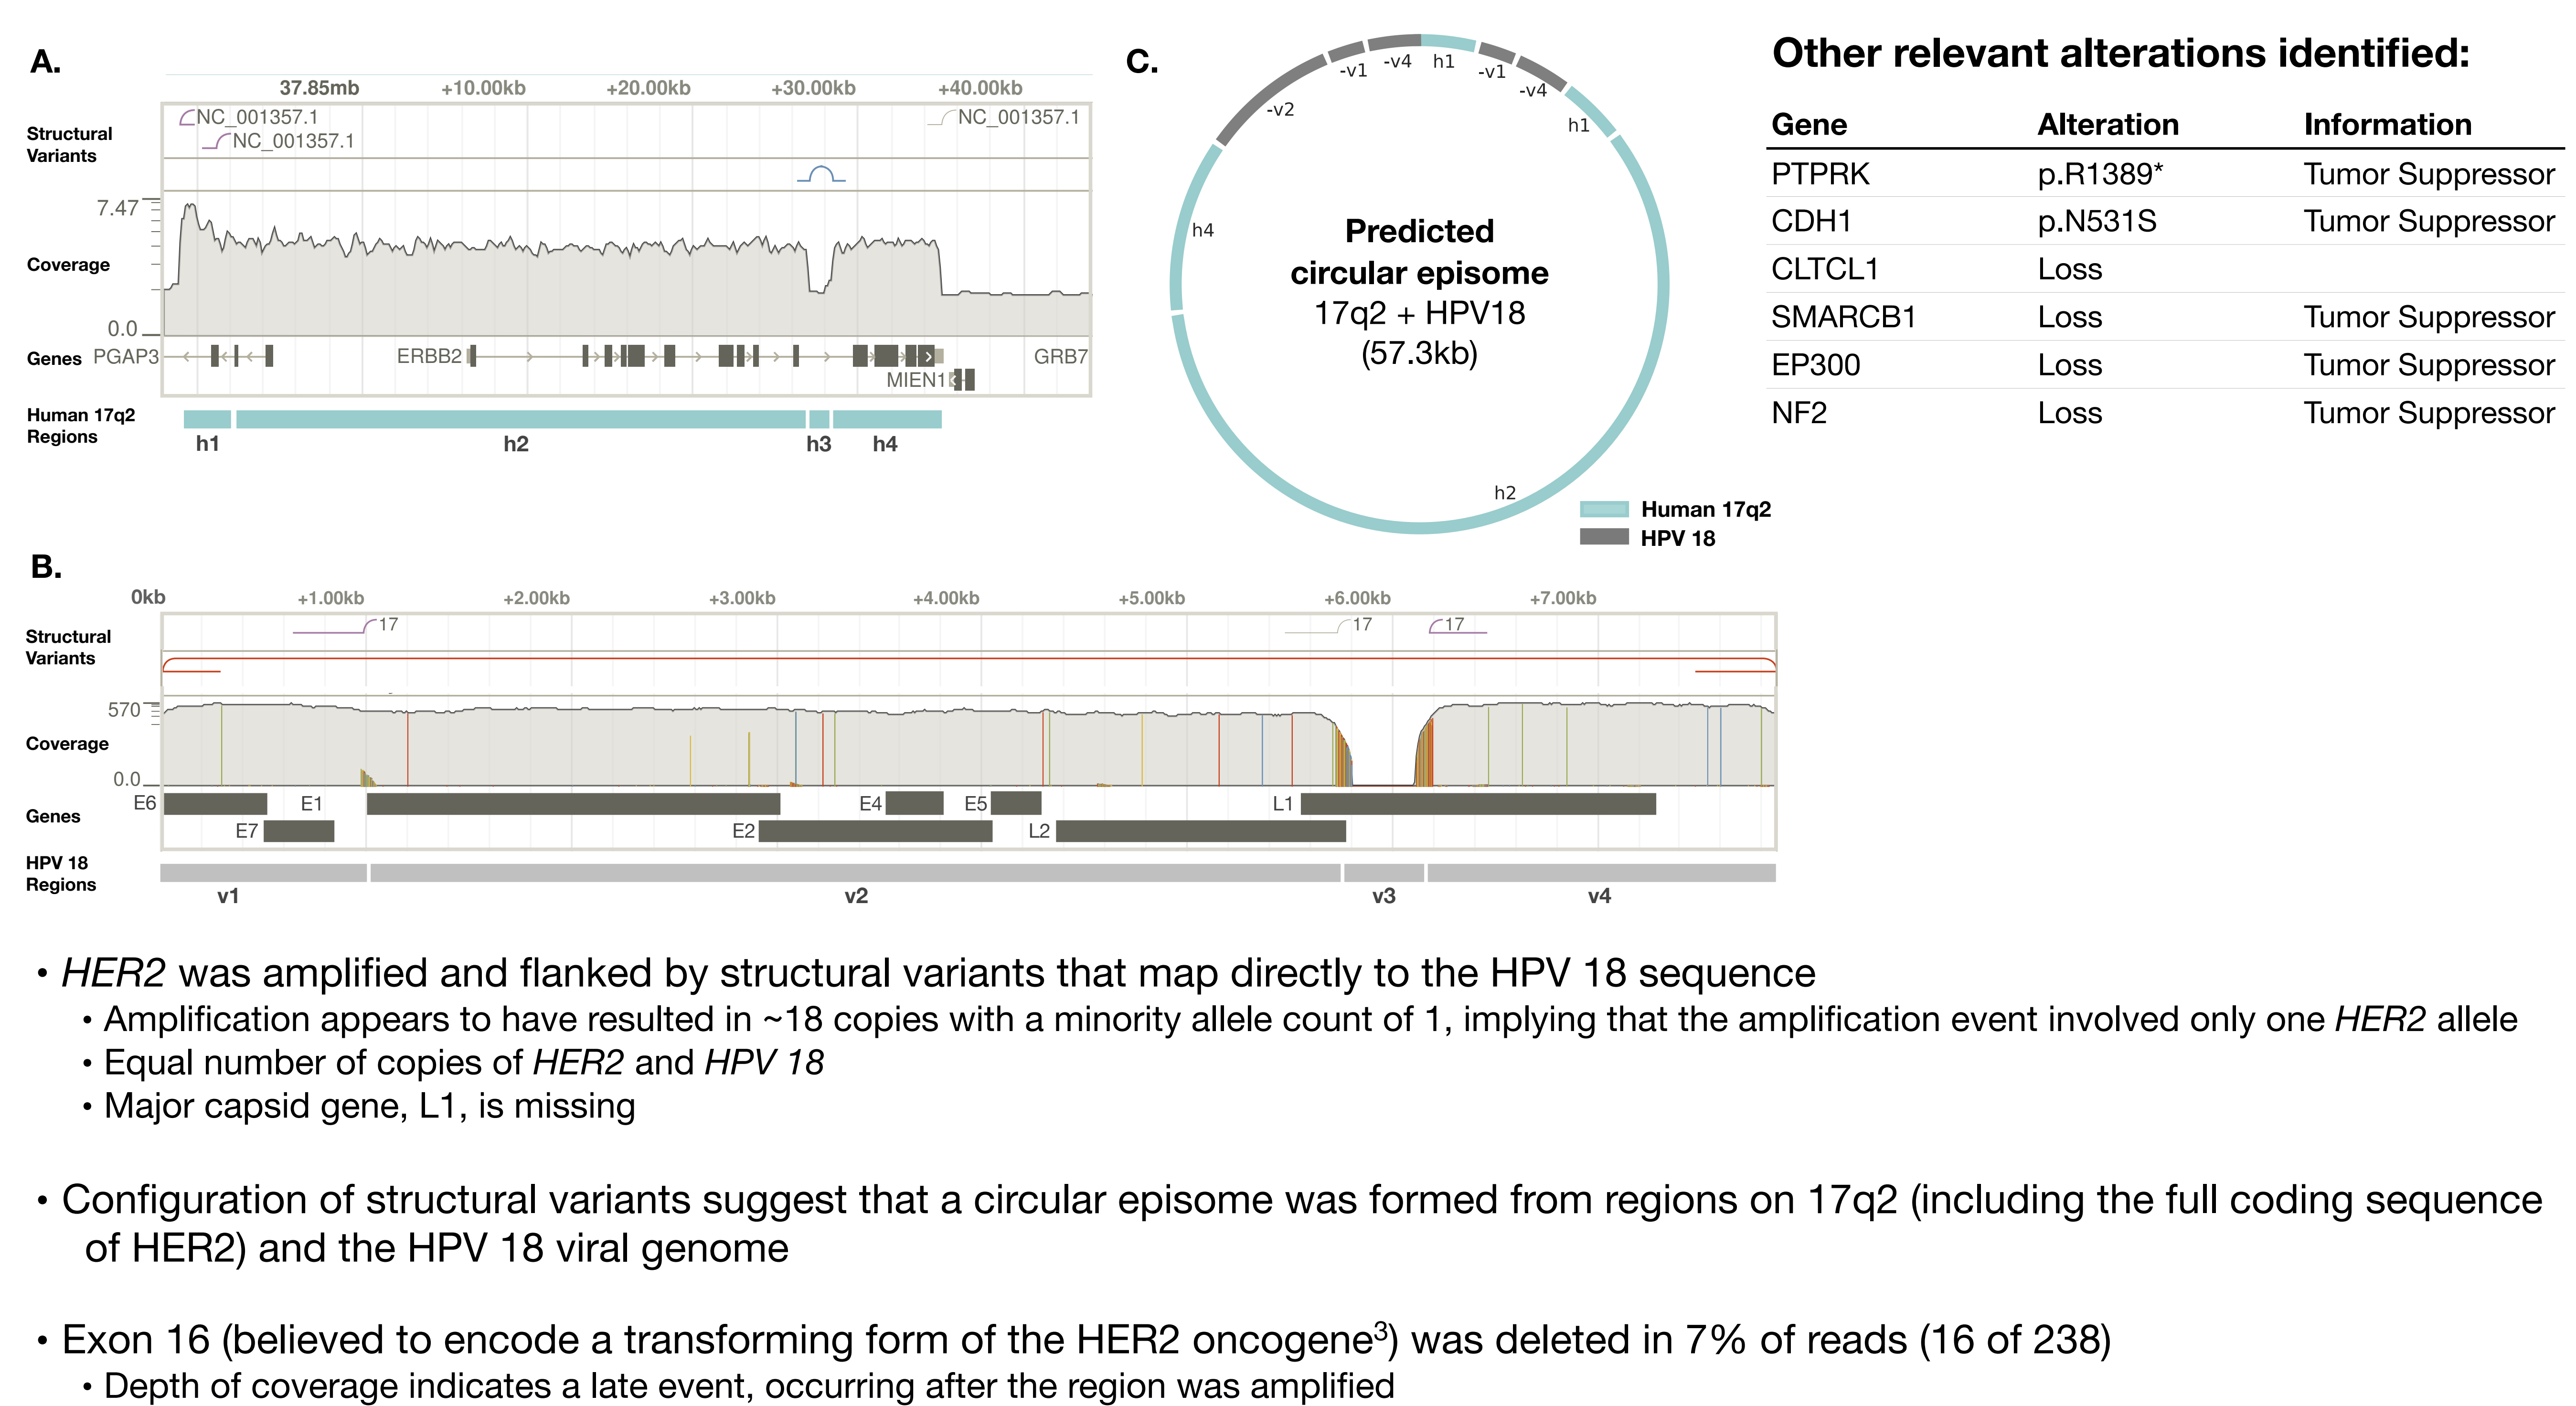 A.
37.85mb +10.00kb +20.00kb +30.00kb +40.00kb
Structural
Variants
NC_001357.1
NC_001357.1
NC_001357.1
7.47
Coverage
0.0
Genes PGAP3 ERBB2 GRB7
MIEN1
Human 17q2
Regions
h1 h2 h3 h4
C.
-v1 -v4 h1 -v1
-v4
-v2
h1
h4
h2
Predicted
circular episome
17q2 + HPV18
(57.3kb)
Human 17q2
HPV 18
Other relevant alterations identified:
Gene Alteration Information
PTPRK p.R1389* Tumor Suppressor
CDH1 p.N531S Tumor Suppressor
CLTCL1 Loss
SMARCB1 Loss Tumor Suppressor
EP300 Loss Tumor Suppressor
NF2 Loss Tumor Suppressor
B.
0kb +1.00kb +2.00kb +3.00kb +4.00kb +5.00kb +6.00kb +7.00kb
Structural
Variants
17 17 17
570
Coverage
0.0
Genes
E6 E1 E4 E5 L1
E7 E2 L2
HPV 18
Regions
v1 v2 v3 v4
• HER2 was amplified and flanked by structural variants that map directly to the HPV 18 sequence
• Amplification appears to have resulted in ~18 copies with a minority allele count of 1, implying that the amplification event involved only one HER2 allele
• Equal number of copies of HER2 and HPV 18
• Major capsid gene, L1, is missing
• Configuration of structural variants suggest that a circular episome was formed from regions on 17q2 (including the full coding sequence
of HER2) and the HPV 18 viral genome
• Exon 16 (believed to encode a transforming form of the HER2 oncogene³) was deleted in 7% of reads (16 of 238)
• Depth of coverage indicates a late event, occurring after the region was amplified